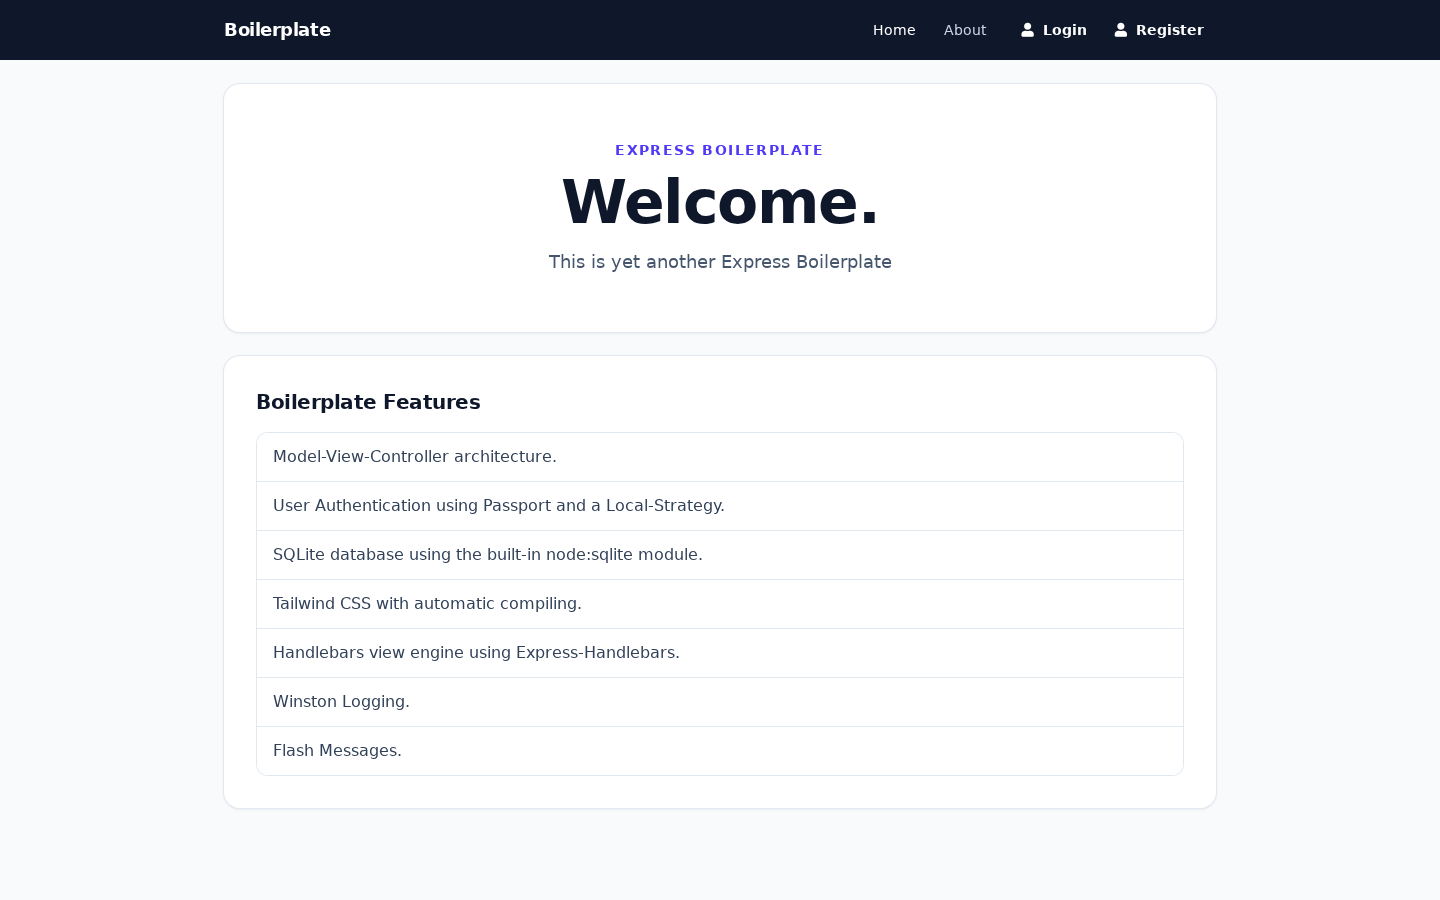 Boilerplate
Home About Login Register
EXPRESS BOILERPLATE
Welcome.
This is yet another Express Boilerplate
Boilerplate Features
Model-View-Controller architecture.
User Authentication using Passport and a Local-Strategy.
SQLite database using the built-in node:sqlite module.
Tailwind CSS with automatic compiling.
Handlebars view engine using Express-Handlebars.
Winston Logging.
Flash Messages.